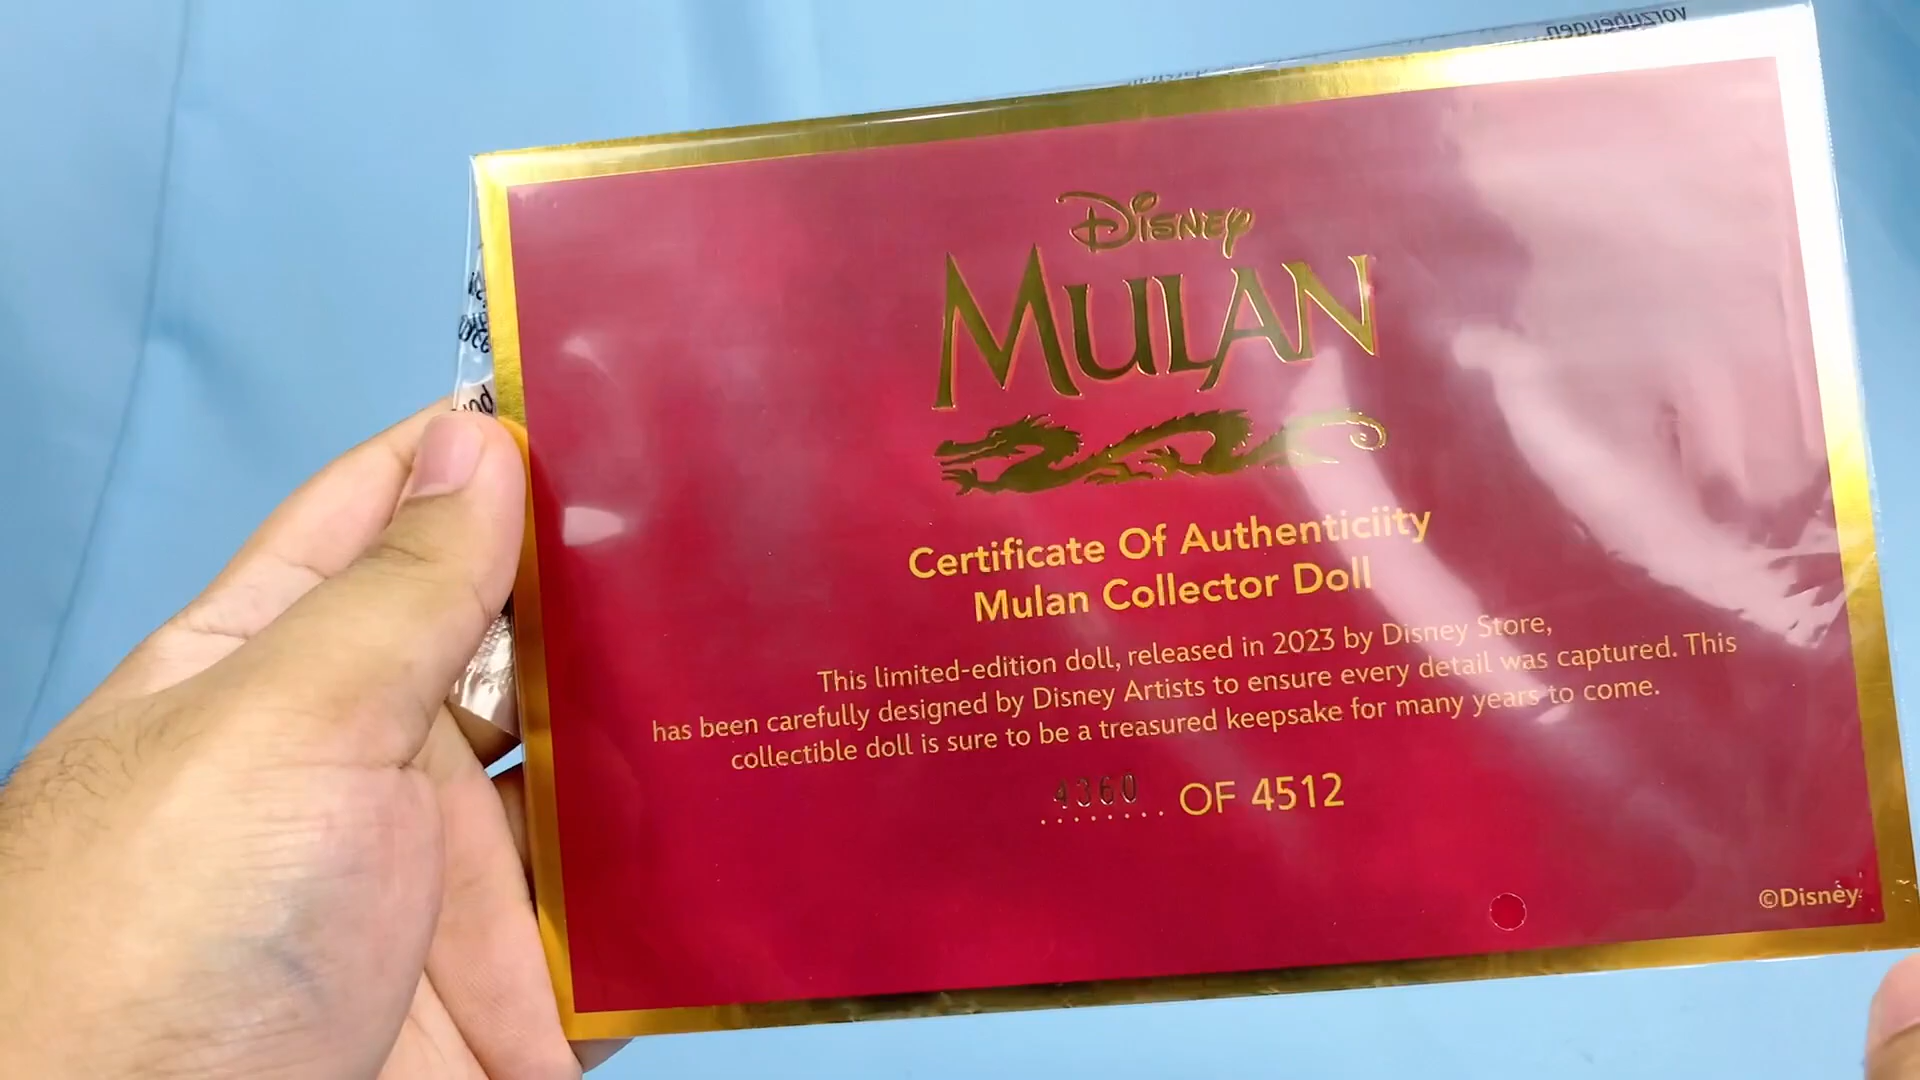 vorzubeugen
Disney
MULAN
Certificate Of Authenticiity
Mulan Collector Doll
This limited-edition doll, released in 2023 by Disney Store,
has been carefully designed by Disney Artists to ensure every detail was captured. This
collectible doll is sure to be a treasured keepsake for many years to come.
4360 OF 4512
©Disney